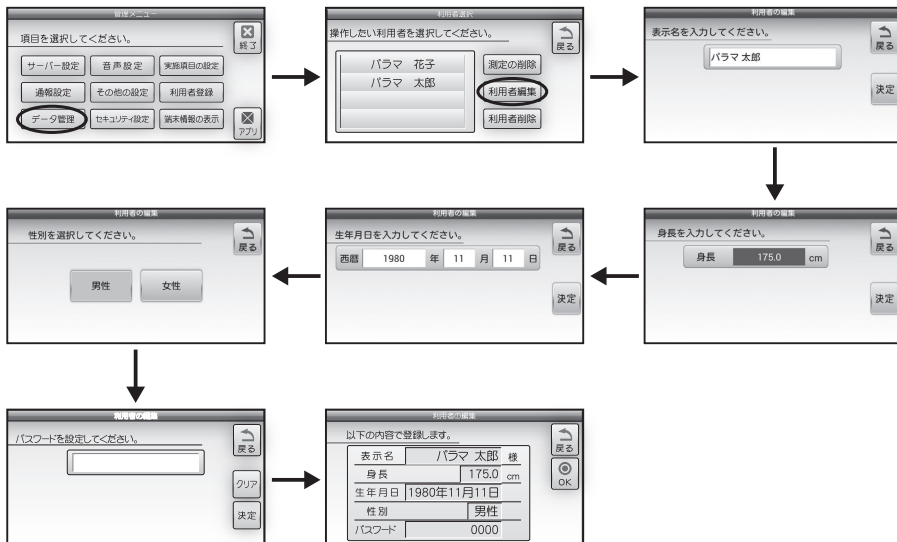 管理メニュー
項目を選択してください。
終了
サーバー設定 音声設定 実施項目の設定
通報設定 その他の設定 利用者登録
データ管理 セキュリティ設定 端末情報の表示
アプリ
利用者選択
操作したい利用者を選択してください。
戻る
パラマ 花子
パラマ 太郎
測定の削除
利用者編集
利用者削除
利用者の編集
表示名を入力してください。
戻る
パラマ 太郎
決定
利用者の編集
性別を選択してください。
戻る
男性 女性
利用者の編集
生年月日を入力してください。
戻る
西暦 1980 年 11 月 11 日
決定
利用者の編集
身長を入力してください。
戻る
身長 175.0 cm
決定
利用者の編集
パスワードを設定してください。
戻る
クリア
決定
利用者の編集
以下の内容で登録します。
戻る
表示名 パラマ 太郎 様
OK
身長 175.0 cm
生年月日 1980年11月11日
性別 男性
パスワード 0000